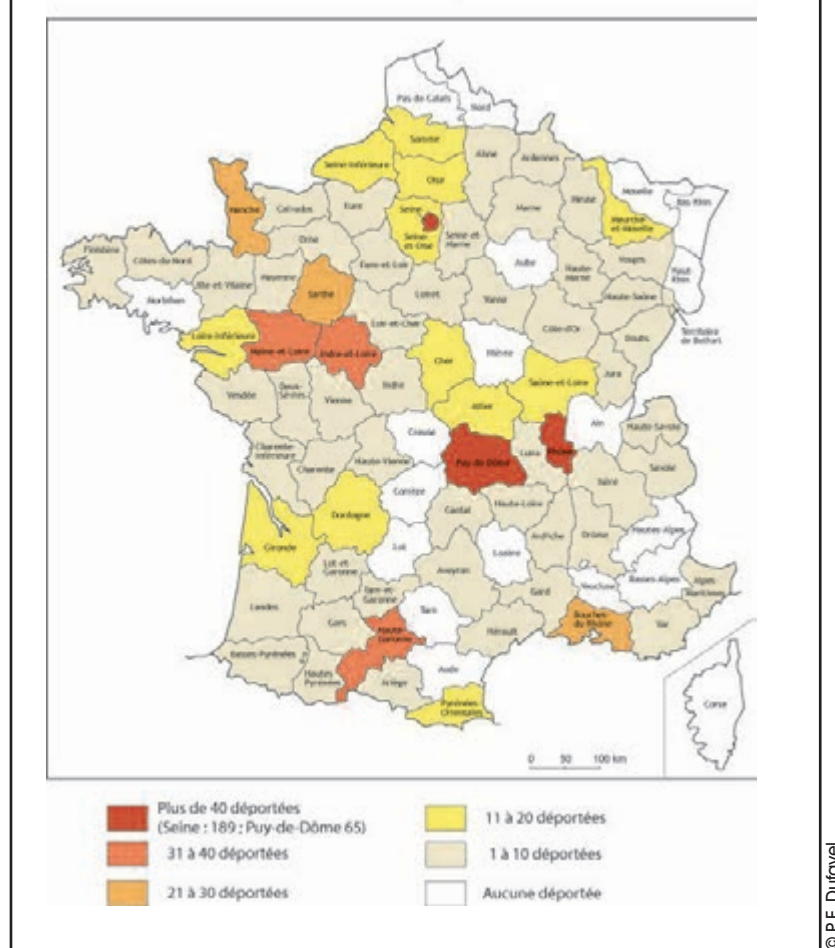 Pas de Calais
Nord
Somme
Seine-Inférieure
Oise
Aisne
Ardennes
Manche
Calvados
Eure
Seine
Seine-et-Oise
Seine-et-Marne
Marne
Meuse
Moselle
Meurthe-et-Moselle
Bas Rhin
Finistère
Côtes-du-Nord
Ille-et-Vilaine
Mayenne
Orne
Eure-et-Loir
Aube
Haute-Marne
Vosges
Haut Rhin
Morbihan
Sarthe
Loiret
Yonne
Haute-Saône
Territoire de Belfort
Loire-Inférieure
Maine-et-Loire
Indre-et-Loire
Loir-et-Cher
Cher
Nièvre
Côte-d'Or
Doubs
Vendée
Deux-Sèvres
Vienne
Indre
Allier
Saône-et-Loire
Jura
Charente-Inférieure
Charente
Haute-Vienne
Creuse
Puy-de-Dôme
Loire
Rhône
Ain
Haute-Savoie
Savoie
Isère
Gironde
Dordogne
Corrèze
Cantal
Haute-Loire
Ardèche
Drôme
Hautes-Alpes
Lot-et-Garonne
Lot
Aveyron
Lozère
Gard
Vaucluse
Basses-Alpes
Alpes Maritimes
Landes
Gers
Tarn-et-Garonne
Tarn
Hérault
Bouches-du Rhône
Var
Basses-Pyrénées
Hautes Pyrénées
Haute-Garonne
Ariège
Aude
Pyrénées Orientales
Corse
0 50 100 km
Plus de 40 déportées
(Seine : 189 ; Puy-de-Dôme 65)
31 à 40 déportées
21 à 30 déportées
11 à 20 déportées
1 à 10 déportées
Aucune déportée
© P.F. Dufayel